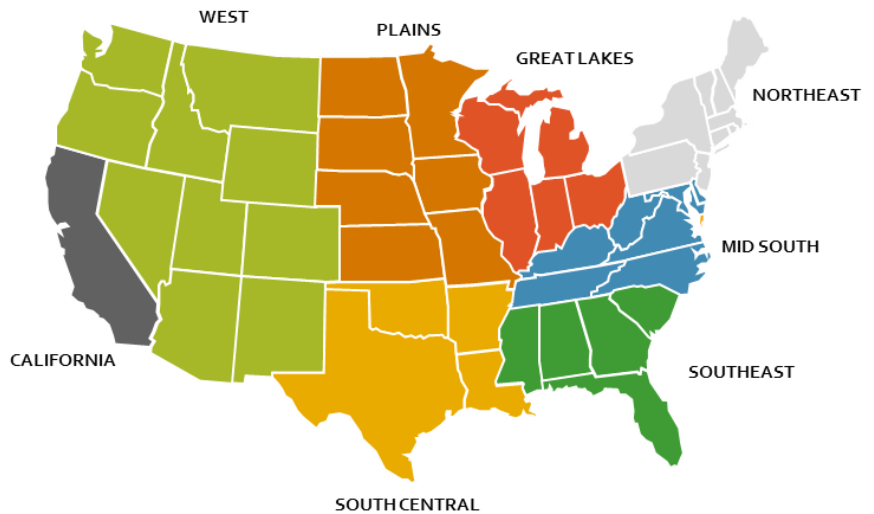 WEST
PLAINS
GREAT LAKES
NORTHEAST
MID SOUTH
CALIFORNIA
SOUTHEAST
SOUTH CENTRAL